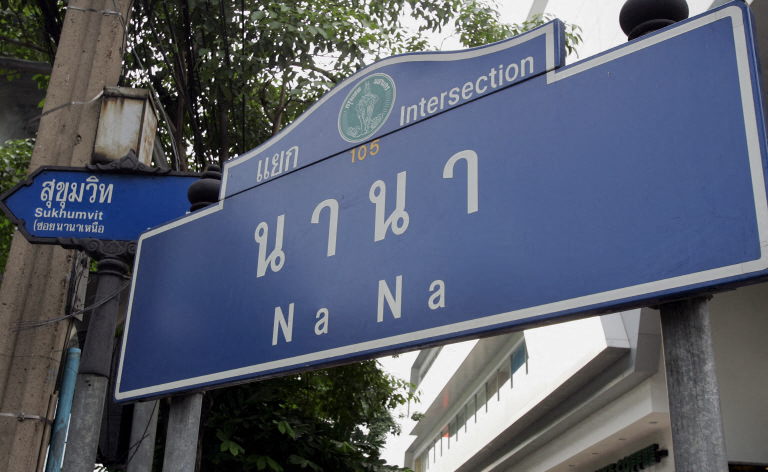 แยก Intersection
105
นานา
Na Na
สุขุมวิท
Sukhumvit
(ซอย นานาเหนือ